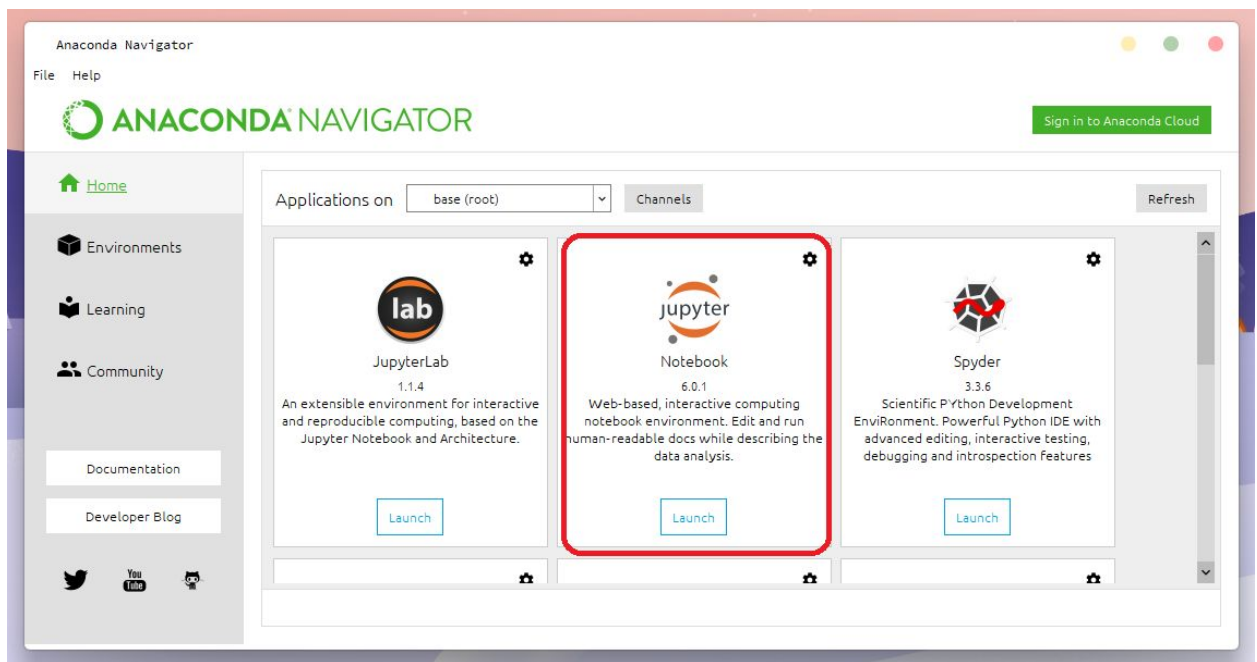 Anaconda Navigator
File Help
ANACONDA NAVIGATOR
Sign in to Anaconda Cloud
Home
Environments
Learning
Community
Documentation
Developer Blog
You
Tube
Applications on base (root) Channels Refresh
lab
JupyterLab
1.1.4
An extensible environment for interactive
and reproducible computing, based on the
Jupyter Notebook and Architecture.
Launch
jupyter
Notebook
6.0.1
Web-based, interactive computing
notebook environment. Edit and run
human-readable docs while describing the
data analysis.
Launch
Spyder
3.3.6
Scientific PYthon Development
EnviRonment. Powerful Python IDE with
advanced editing, interactive testing,
debugging and introspection features
Launch